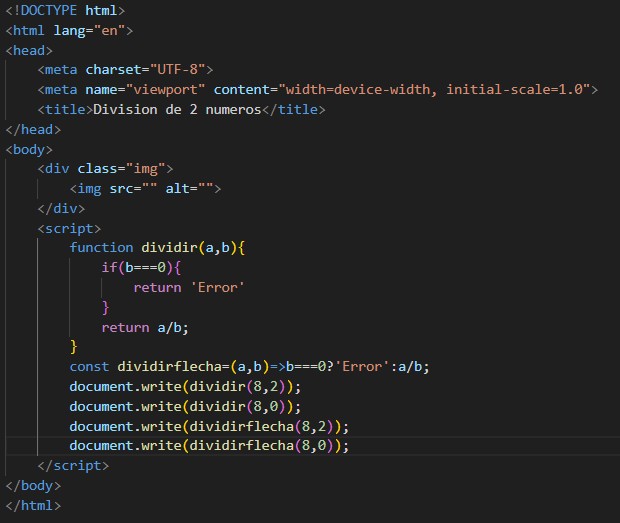 <!DOCTYPE html>
<html lang="en">
<head>
    <meta charset="UTF-8">
    <meta name="viewport" content="width=device-width, initial-scale=1.0">
    <title>Division de 2 numeros</title>
</head>
<body>
    <div class="img">
        <img src="" alt="">
    </div>
    <script>
        function dividir(a,b){
            if(b===0){
                return 'Error'
            }
            return a/b;
        }
        const dividirflecha=(a,b)=>b===0?'Error':a/b;
        document.write(dividir(8,2));
        document.write(dividir(8,0));
        document.write(dividirflecha(8,2));
        document.write(dividirflecha(8,0));
    </script>
</body>
</html>